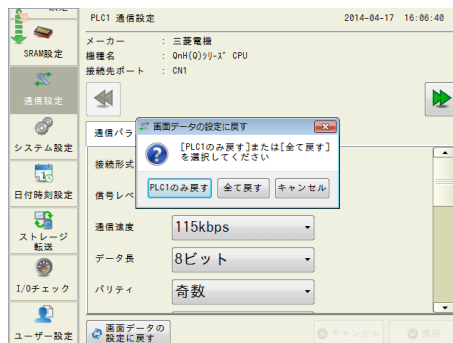 PLC1 通信設定
2014-04-17 16:06:40
SRAM設定
通信設定
システム設定
日付時刻設定
ストレージ
転送
I/Oチェック
ユーザー設定
メーカー : 三菱電機
機種名 : QnH(Q)ｼﾘｰｽﾞ CPU
接続先ポート : CN1
通信パラ
画面データの設定に戻す
[PLC1のみ戻す]または[全て戻す]
を選択してください
PLC1のみ戻す 全て戻す キャンセル
接続形式
信号レベ
通信速度 115kbps
データ長 8ビット
パリティ 奇数
画面データの
設定に戻す
キャンセル 適用